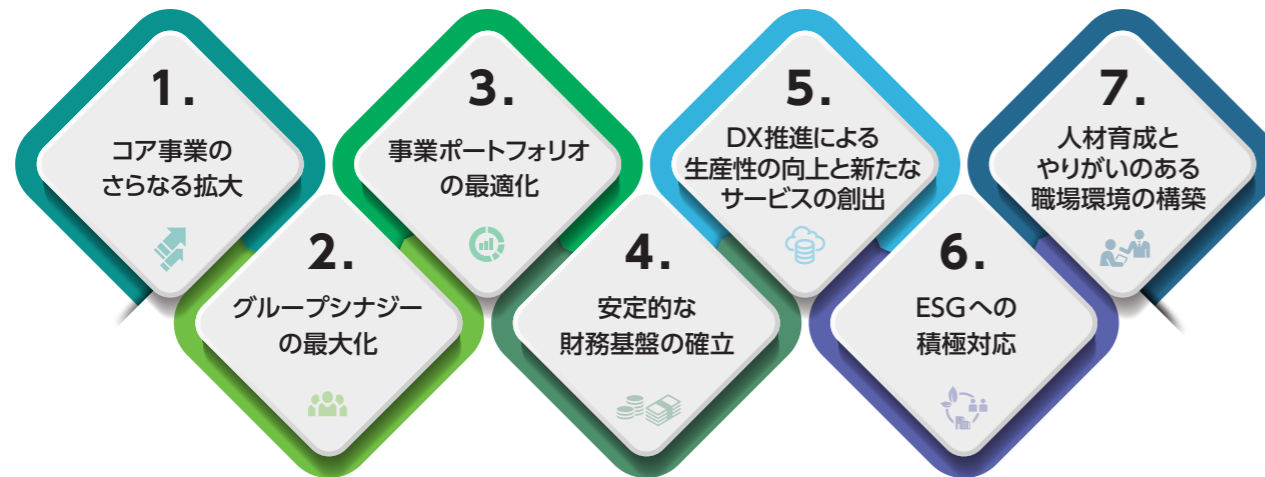 1.
コア事業の
さらなる拡大
2.
グループシナジー
の最大化
3.
事業ポートフォリオ
の最適化
4.
安定的な
財務基盤の確立
5.
DX推進による
生産性の向上と新たな
サービスの創出
6.
ESGへの
積極対応
7.
人材育成と
やりがいのある
職場環境の構築